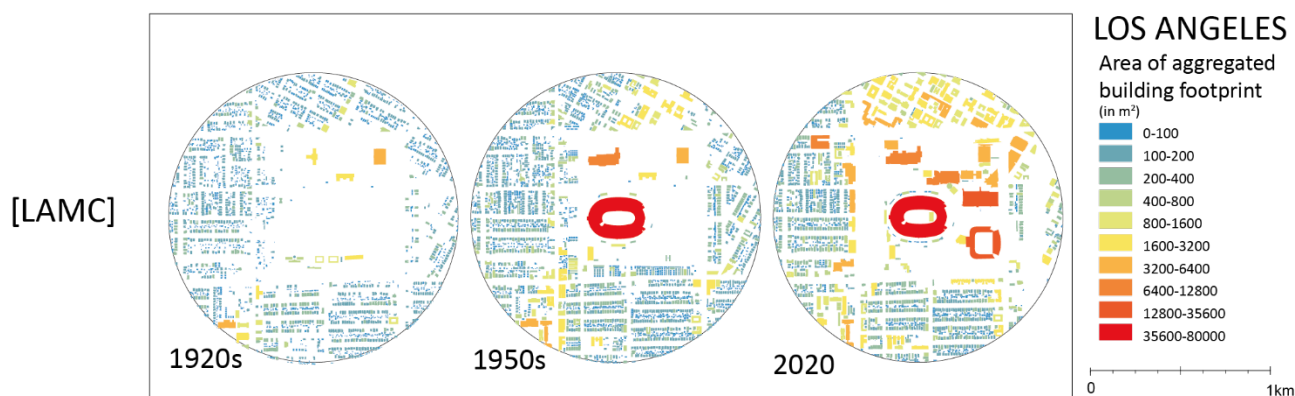 [LAMC]
1920s
1950s
2020
LOS ANGELES
Area of aggregated
building footprint
(in m²)
0-100
100-200
200-400
400-800
800-1600
1600-3200
3200-6400
6400-12800
12800-35600
35600-80000
0 1km